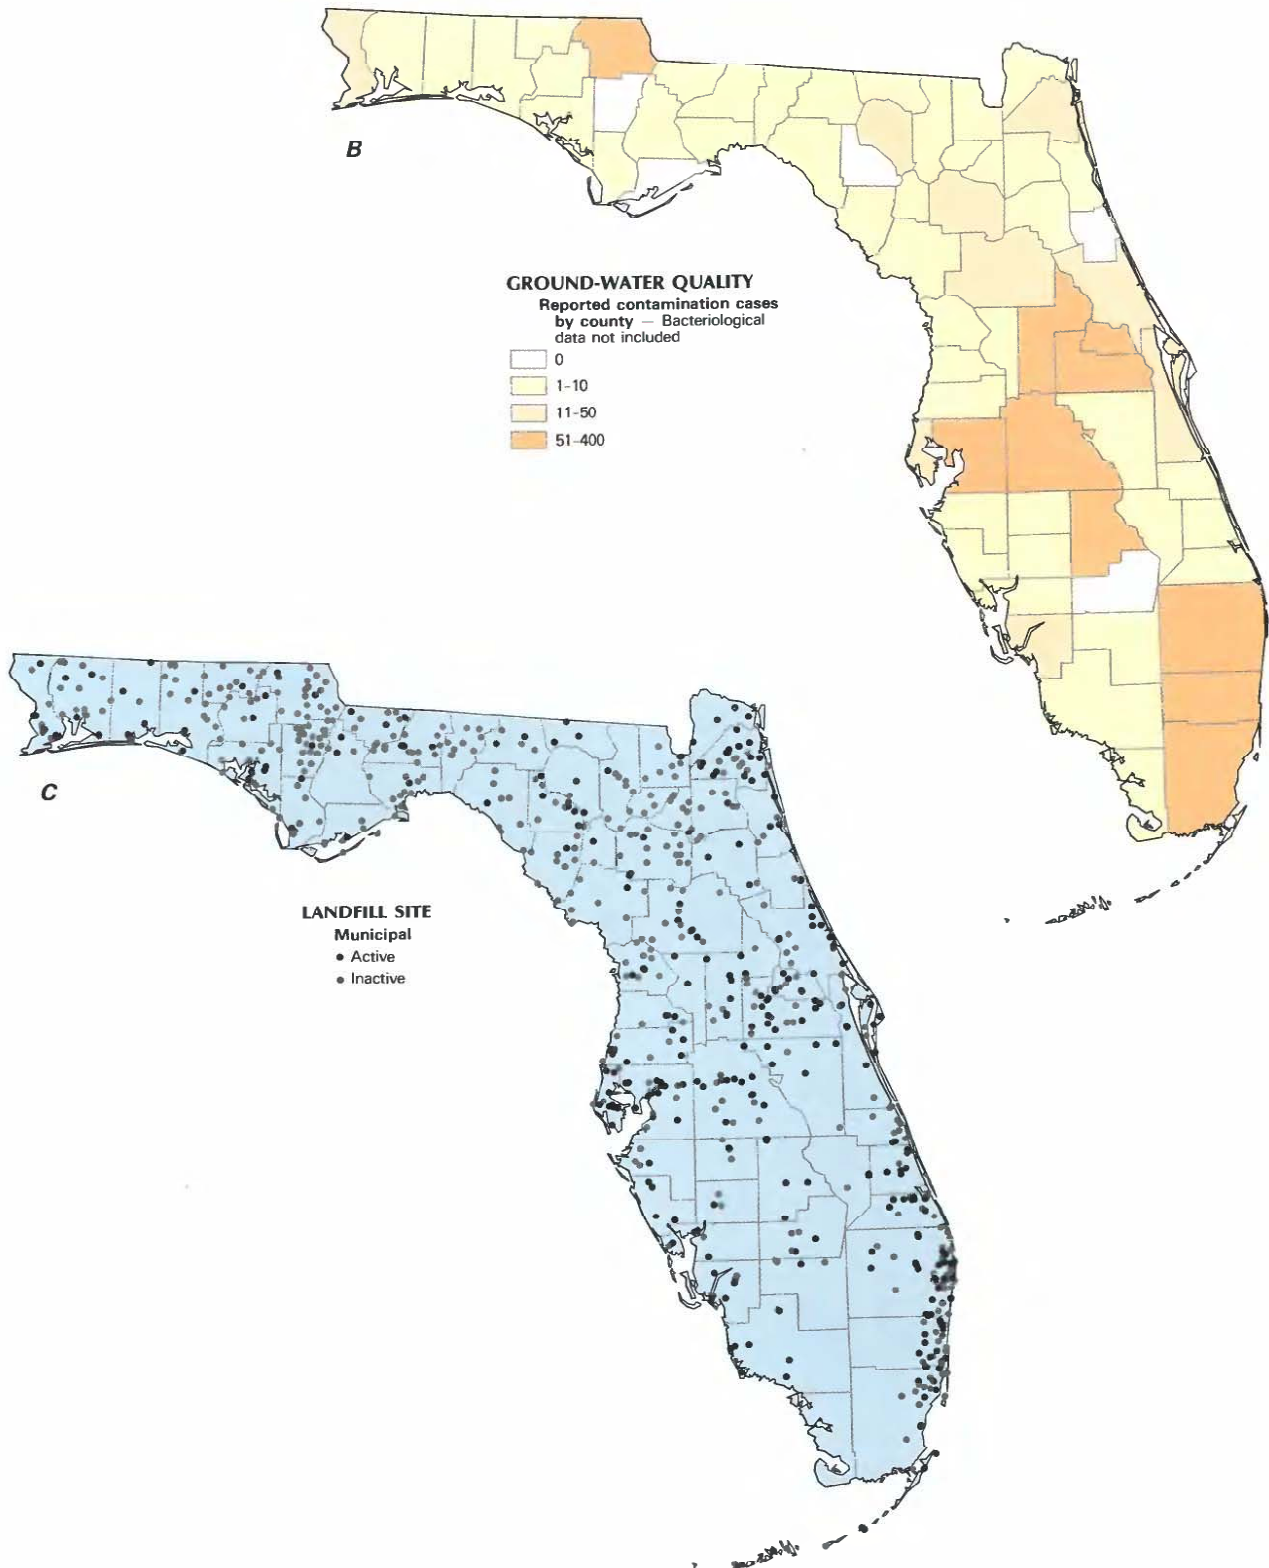 B
GROUND-WATER QUALITY
Reported contamination cases
by county — Bacteriological
data not included
0
1-10
11-50
51-400
C
LANDFILL SITE
Municipal
Active
Inactive